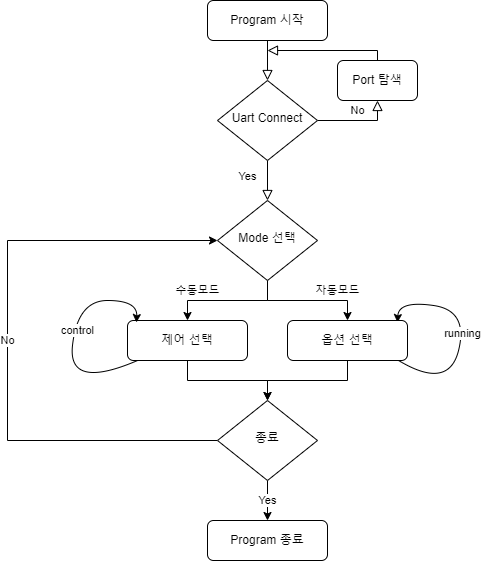 Program 시작
Port 탐색
Uart Connect
No
Yes
Mode 선택
수동모드
자동모드
control
제어 선택
옵션 선택
running
No
종료
Yes
Program 종료